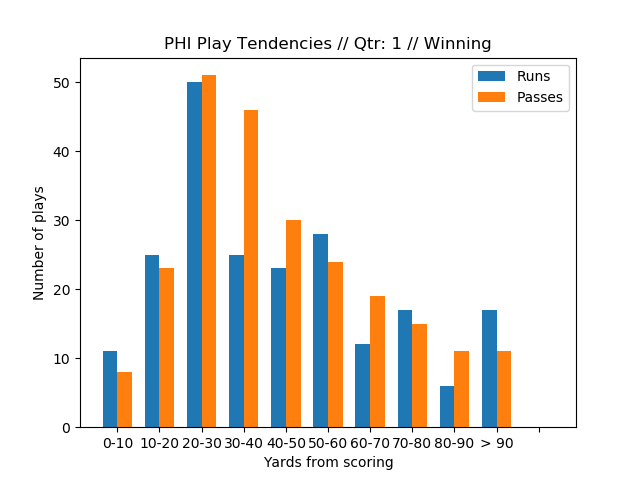 PHI Play Tendencies // Qtr: 1 // Winning
Runs
Passes
Number of plays
50
40
30
20
10
0
0-10 10-20 20-30 30-40 40-50 50-60 60-70 70-80 80-90 > 90
Yards from scoring